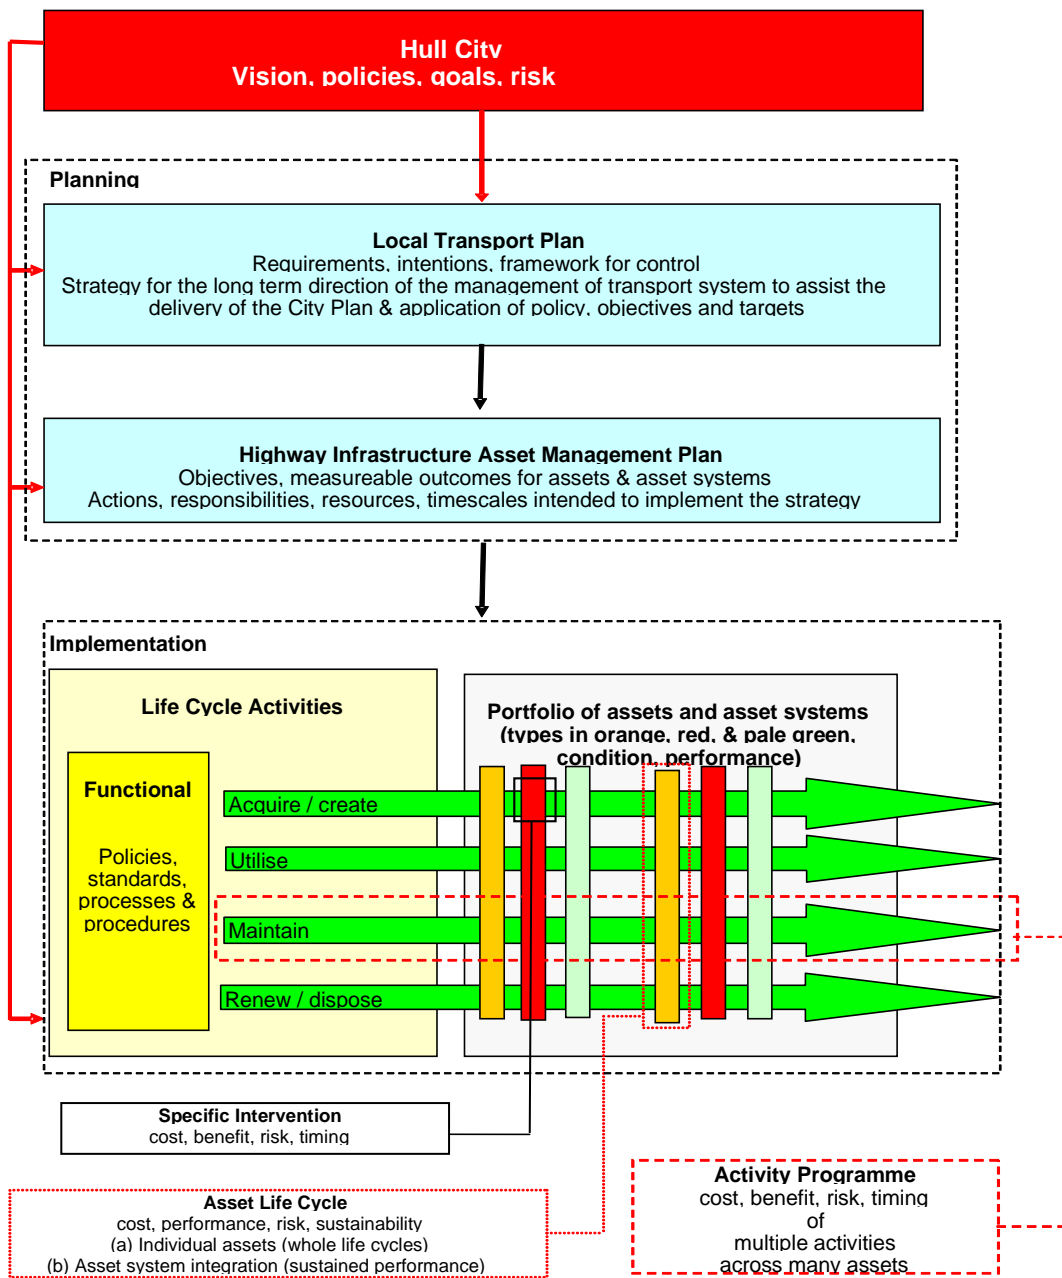 Hull City
Vision, policies, goals, risk
Planning
Local Transport Plan
Requirements, intentions, framework for control
Strategy for the long term direction of the management of transport system to assist the
delivery of the City Plan & application of policy, objectives and targets
Highway Infrastructure Asset Management Plan
Objectives, measureable outcomes for assets & asset systems
Actions, responsibilities, resources, timescales intended to implement the strategy
Implementation
Life Cycle Activities
Portfolio of assets and asset systems
(types in orange, red, & pale green,
condition, performance)
Functional
Policies,
standards,
processes &
procedures
Acquire / create
Utilise
Maintain
Renew / dispose
Specific Intervention
cost, benefit, risk, timing
Asset Life Cycle
cost, performance, risk, sustainability
(a) Individual assets (whole life cycles)
(b) Asset system integration (sustained performance)
Activity Programme
cost, benefit, risk, timing
of
multiple activities
across many assets